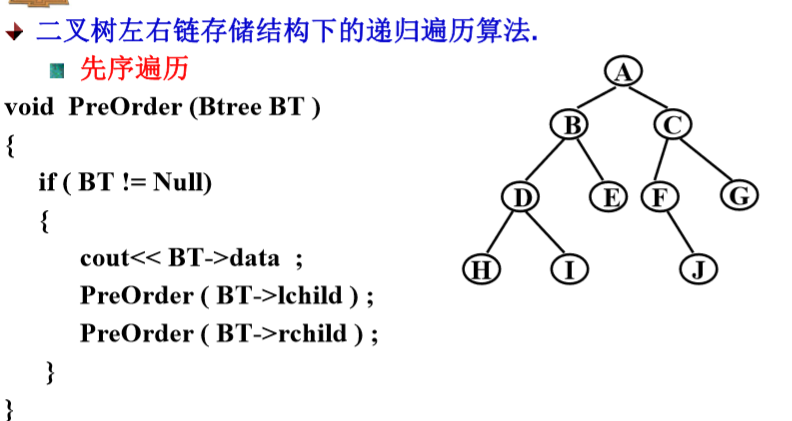 二叉树左右链存储结构下的递归遍历算法.
先序遍历
void PreOrder (Btree BT )
{
if ( BT != Null)
{
cout<< BT->data ;
PreOrder ( BT->lchild ) ;
PreOrder ( BT->rchild ) ;
}
}
A
B C
D E F G
H I J